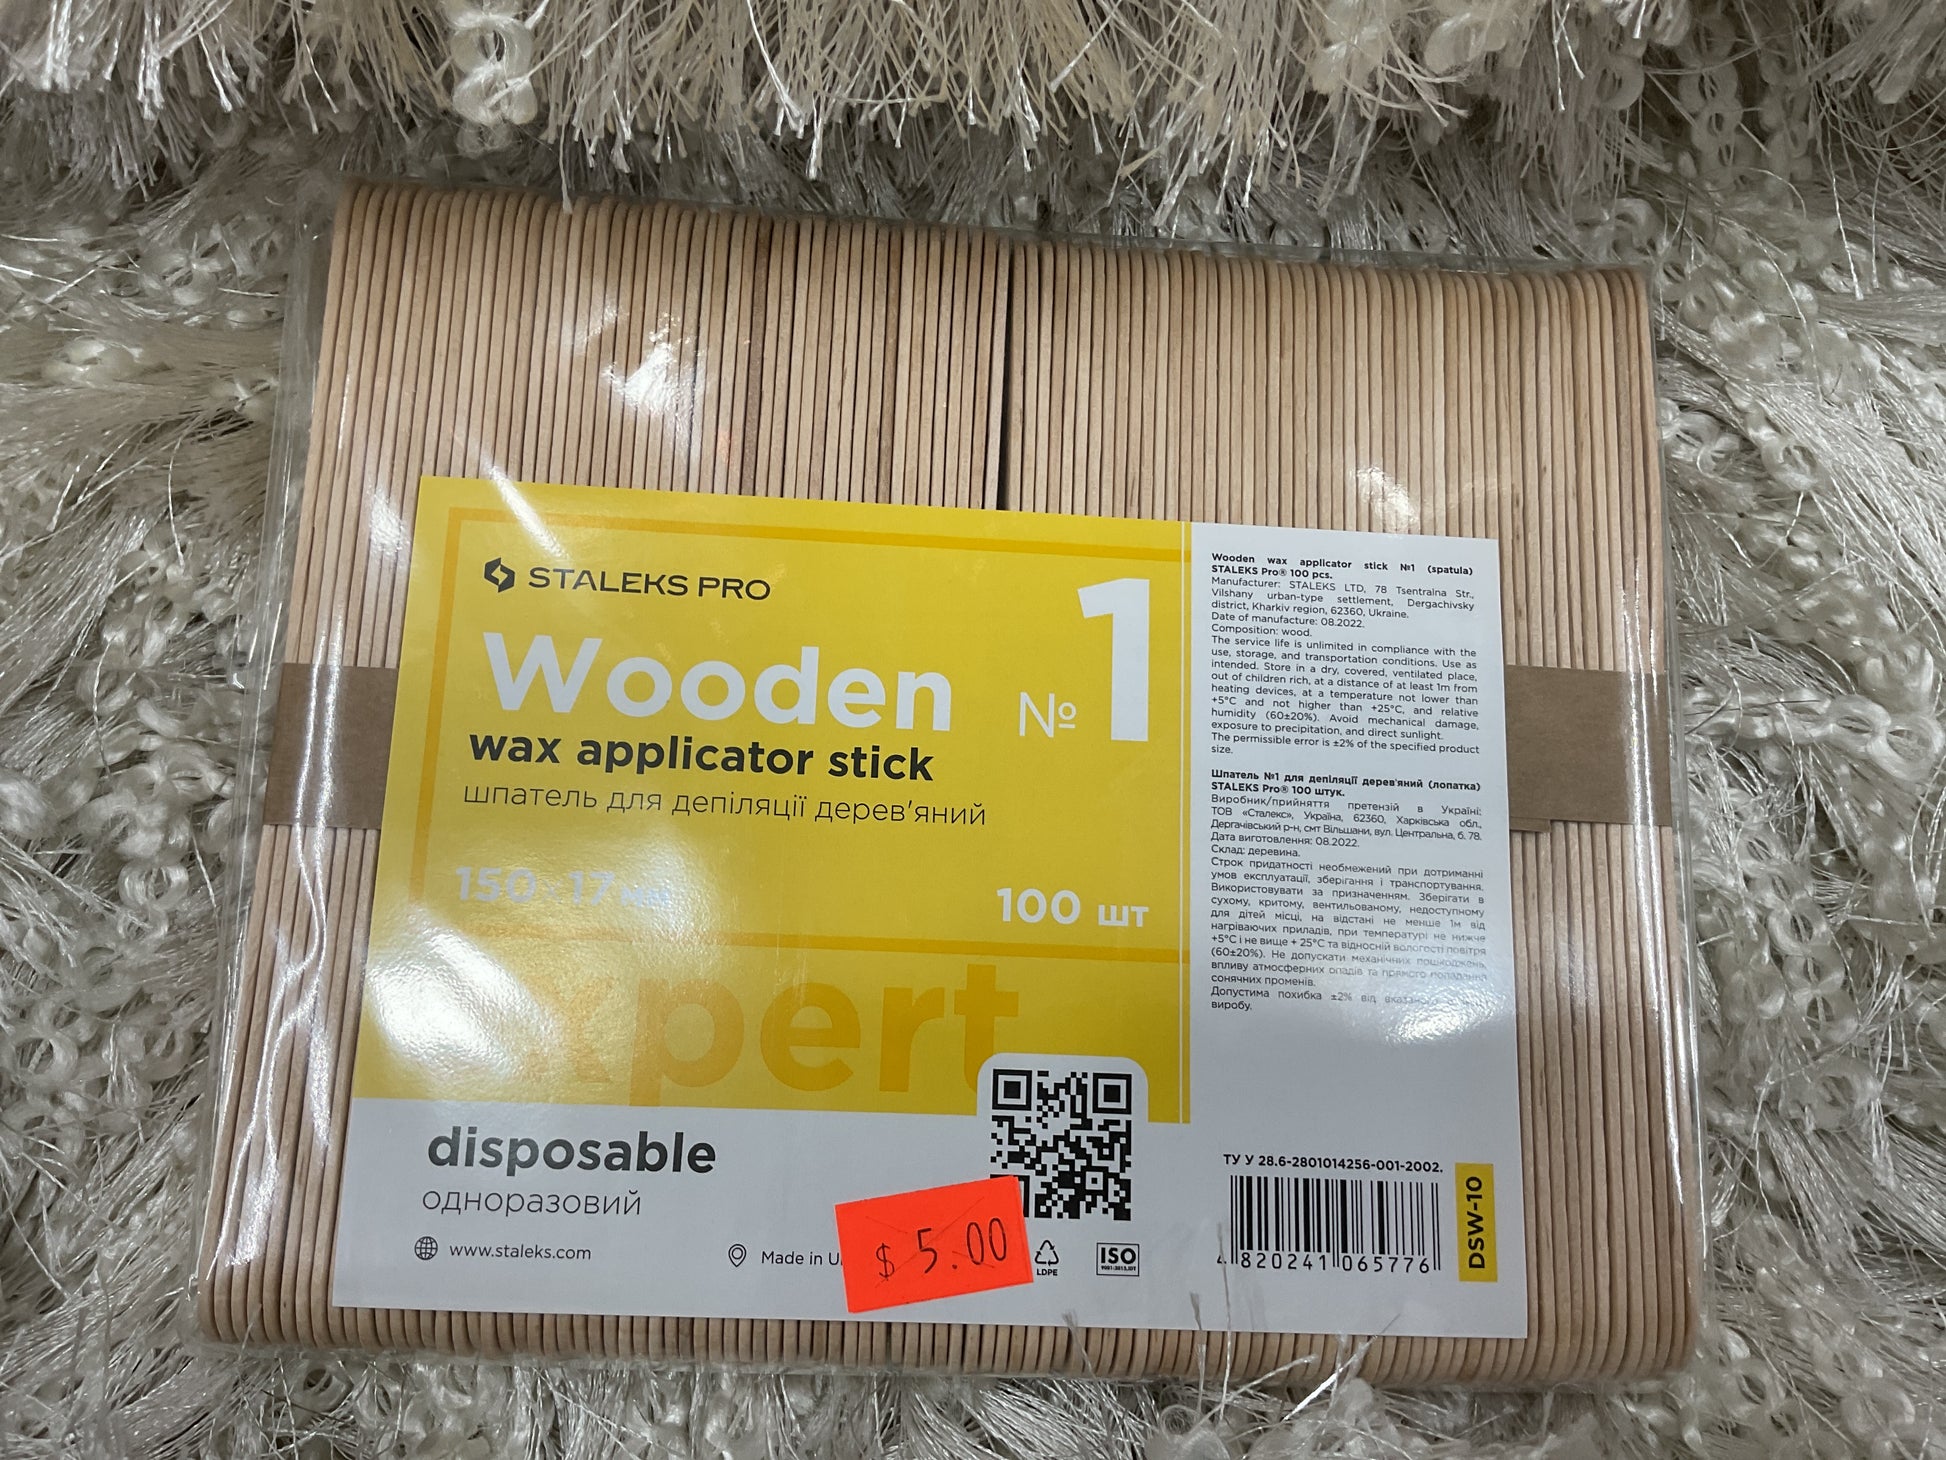 STALEKS PRO
Wooden
№1
wax applicator stick
шпатель для депіляції дерев'яний
150 17 мм
100 шт
pert
disposable
одноразовий
www.staleks.com
Made in U
$ 5.00
LDPE
ISO
Wooden wax applicator stick №1 (spatula)
STALEKS Pro® 100 pcs.
Manufacturer: STALEKS LTD, 78 Tsentralna Str.,
Vilshany urban-type settlement, Dergachivsky
district, Kharkiv region, 62360, Ukraine.
Date of manufacture: 08.2022.
Composition: wood.
The service life is unlimited in compliance with the
use, storage, and transportation conditions. Use as
intended. Store in a dry, covered, ventilated place,
out of children rich, at a distance of at least 1m from
heating devices, at a temperature not lower than
+5°C and not higher than +25°C, and relative
humidity (60±20%). Avoid mechanical damage,
exposure to precipitation, and direct sunlight.
The permissible error is ±2% of the specified product
size.
Шпатель №1 для депіляції дерев'яний (лопатка)
STALEKS Pro® 100 штук.
Виробник/прийняття претензій в Україні:
ТОВ «Сталекс», Україна, 62360, Харківська обл.,
Дергачівський р-н, смт Вільшани, вул. Центральна, б. 78.
Дата виготовлення: 08.2022.
Склад: деревина.
Строк придатності необмежений при дотриманні
умов експлуатації, зберігання і транспортування.
Використовувати за призначенням. Зберігати в
сухому, критому, вентильованому, недоступному
для дітей місці, на відстані не менше 1м від
нагріваючих приладів, при температурі не нижче
+5°C і не вище + 25°C та відносній вологості повітря
(60±20%). Не допускати механічних пошкоджень,
впливу атмосферних опадів та прямого попадання
сонячних променів.
Допустима похибка ±2% від вказаного
виробу.
ТУ У 28.6-2801014256-001-2002.
4 820241 065776
DSW-10